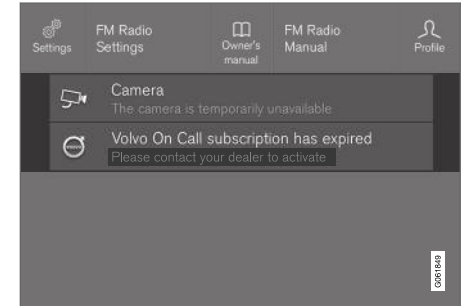 Settings
FM Radio
Settings
Owner's
manual
FM Radio
Manual
Profile
Camera
The camera is temporarily unavailable
Volvo On Call subscription has expired
Please contact your dealer to activate
G061849